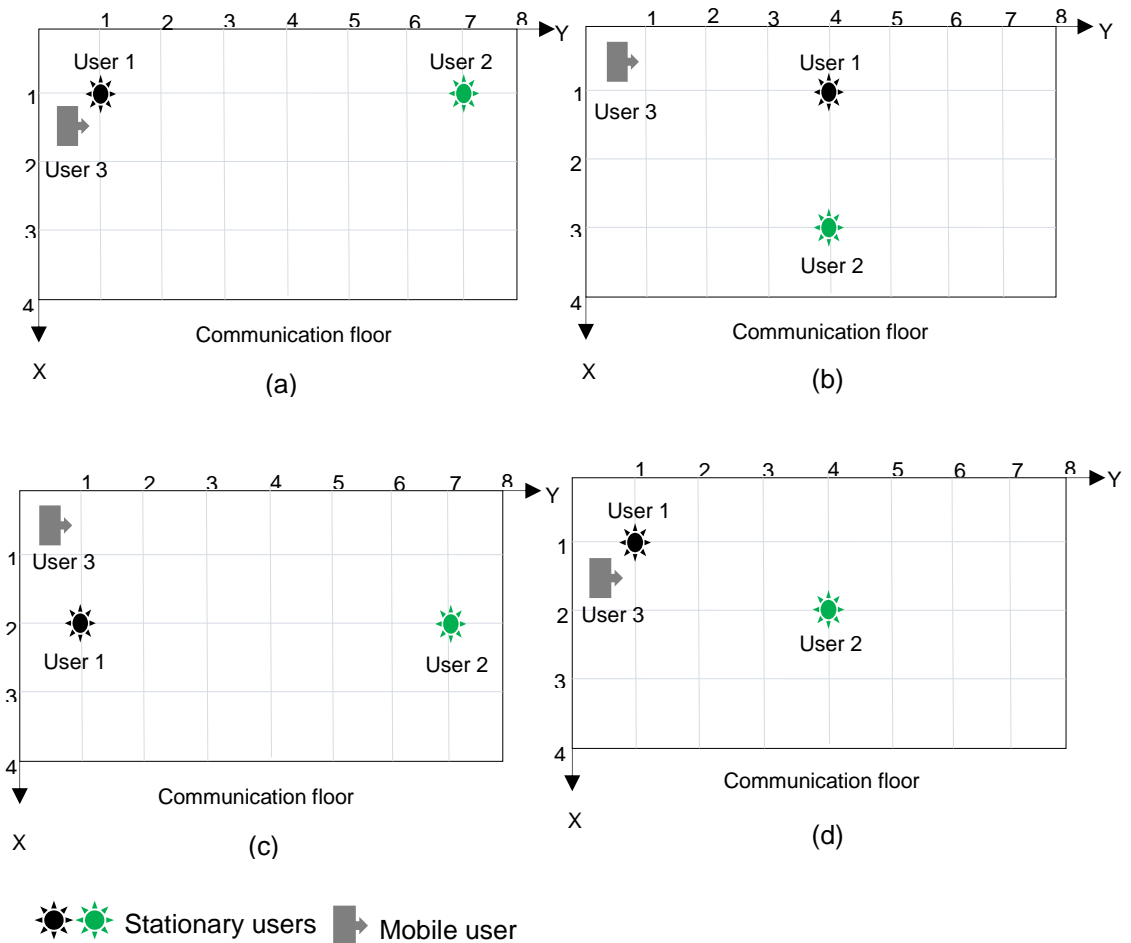 1 2 3 4 5 6 7 8
Y
User 1
User 2
1
User 3
2
3
4
Communication floor
X
(a)
1 2 3 4 5 6 7 8
Y
User 1
1
User 3
2
3
User 2
4
Communication floor
X
(b)
1 2 3 4 5 6 7 8
Y
1
User 3
2
User 1
User 2
3
4
Communication floor
X
(c)
1 2 3 4 5 6 7 8
Y
User 1
1
User 3
2
User 2
3
4
Communication floor
X
(d)
Stationary users
Mobile user